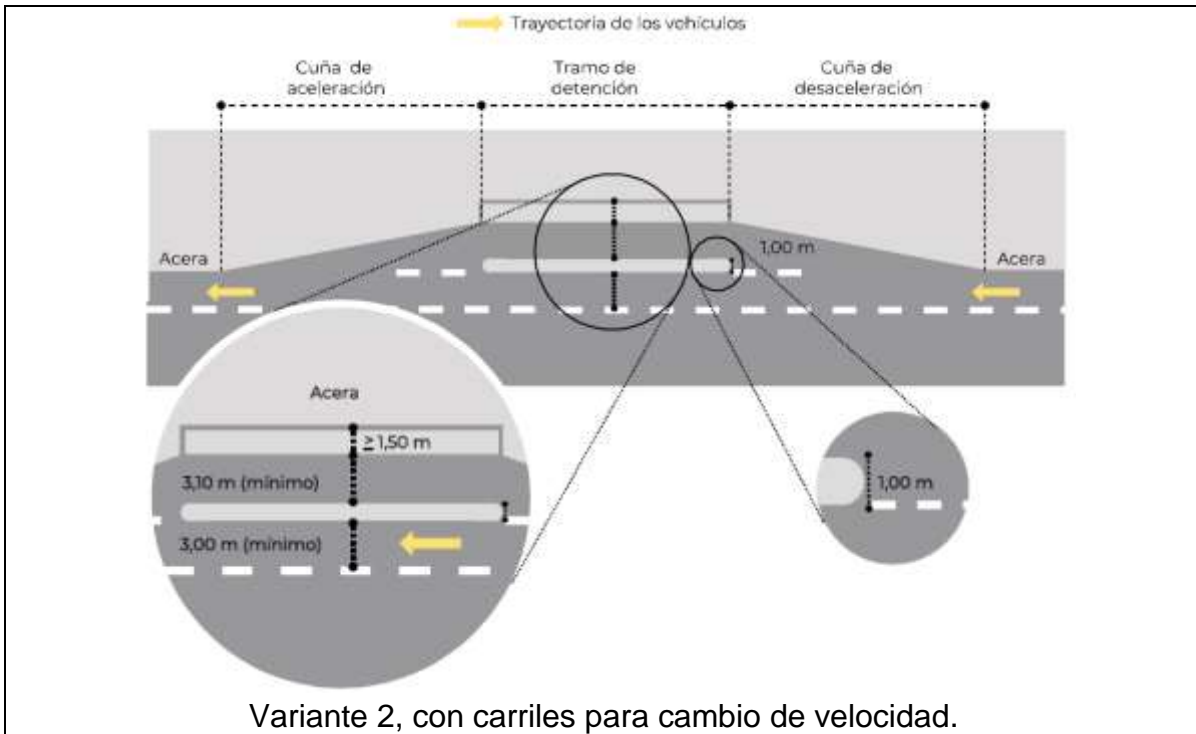 Trayectoria de los vehículos
Cuña de
aceleración
Tramo de
detención
Cuña de
desaceleración
Acera
1,00 m
Acera
Acera
≥ 1,50 m
3,10 m (mínimo)
3,00 m (mínimo)
1,00 m
Variante 2, con carriles para cambio de velocidad.